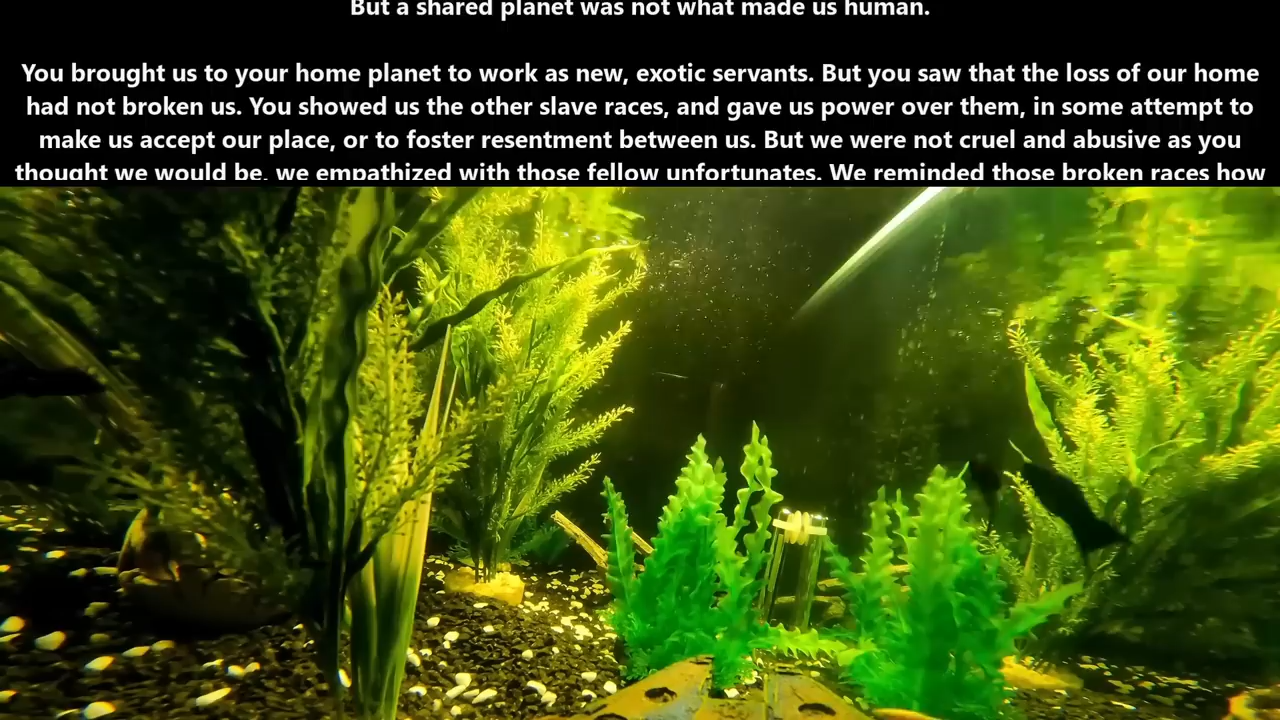 But a shared planet was not what made us human.
You brought us to your home planet to work as new, exotic servants. But you saw that the loss of our home
had not broken us. You showed us the other slave races, and gave us power over them, in some attempt to
make us accept our place, or to foster resentment between us. But we were not cruel and abusive as you
thought we would be, we empathized with those fellow unfortunates. We reminded those broken races how